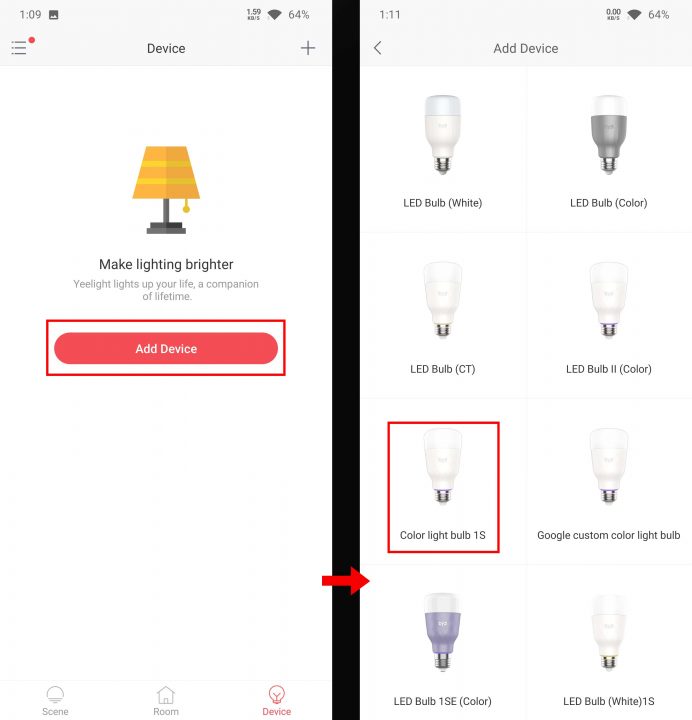 1:09
1.59
KB/S
64%
Device
Make lighting brighter
Yeelight lights up your life, a companion
of lifetime.
Add Device
Scene
Room
Device
1:11
0.00
KB/S
64%
Add Device
LED Bulb (White)
LED Bulb (Color)
LED Bulb (CT)
LED Bulb II (Color)
Color light bulb 1S
Google custom color light bulb
LED Bulb 1SE (Color)
LED Bulb (White)1S